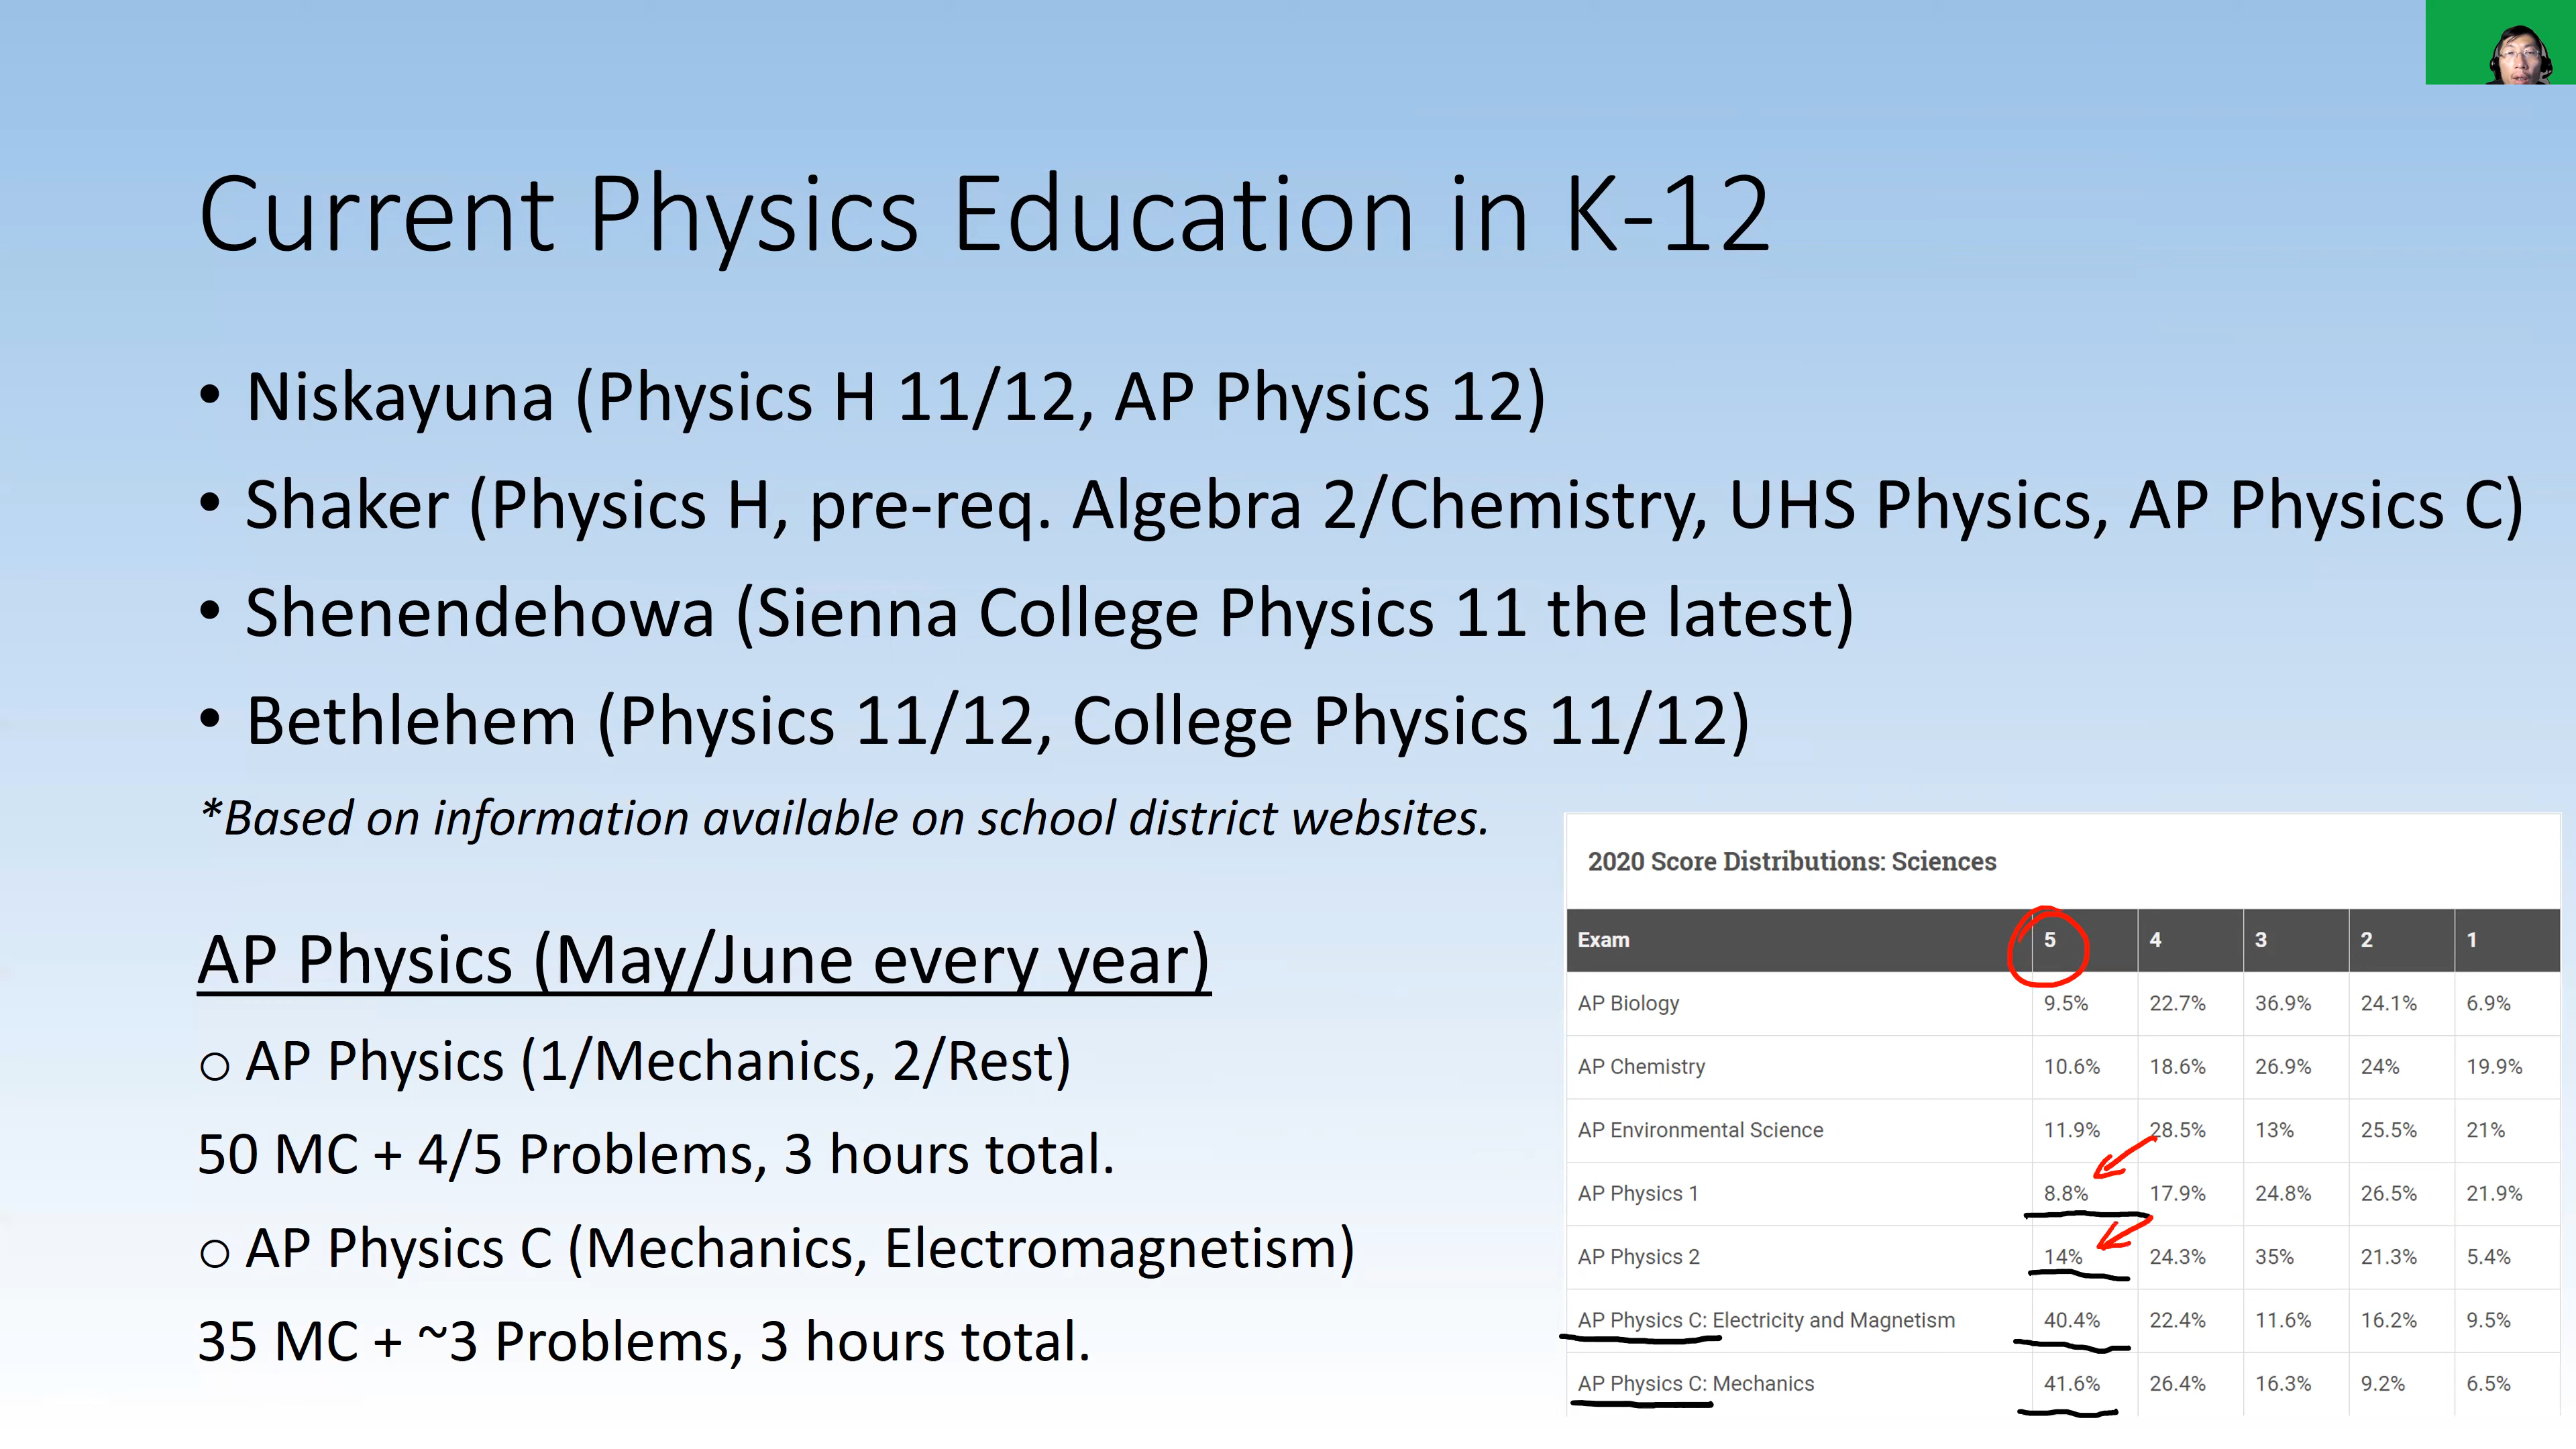 Current Physics Education in K-12
• Niskayuna (Physics H 11/12, AP Physics 12)
• Shaker (Physics H, pre-req. Algebra 2/Chemistry, UHS Physics, AP Physics C)
• Shenendehowa (Sienna College Physics 11 the latest)
• Bethlehem (Physics 11/12, College Physics 11/12)
*Based on information available on school district websites.
AP Physics (May/June every year)
o AP Physics (1/Mechanics, 2/Rest)
50 MC + 4/5 Problems, 3 hours total.
o AP Physics C (Mechanics, Electromagnetism)
35 MC + ~3 Problems, 3 hours total.
2020 Score Distributions: Sciences
Exam 5 4 3 2 1
AP Biology 9.5% 22.7% 36.9% 24.1% 6.9%
AP Chemistry 10.6% 18.6% 26.9% 24% 19.9%
AP Environmental Science 11.9% 28.5% 13% 25.5% 21%
AP Physics 1 8.8% 17.9% 24.8% 26.5% 21.9%
AP Physics 2 14% 24.3% 35% 21.3% 5.4%
AP Physics C: Electricity and Magnetism 40.4% 22.4% 11.6% 16.2% 9.5%
AP Physics C: Mechanics 41.6% 26.4% 16.3% 9.2% 6.5%